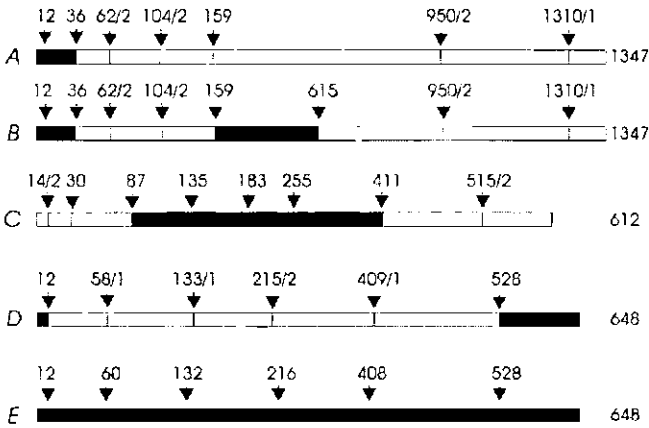 12 36 62/2 104/2 159 950/2 1310/1
A 1347
12 36 62/2 104/2 159 615 950/2 1310/1
B 1347
14/2 30 87 135 183 255 411 515/2
C 612
12 58/1 133/1 215/2 409/1 528
D 648
12 60 132 216 408 528
E 648